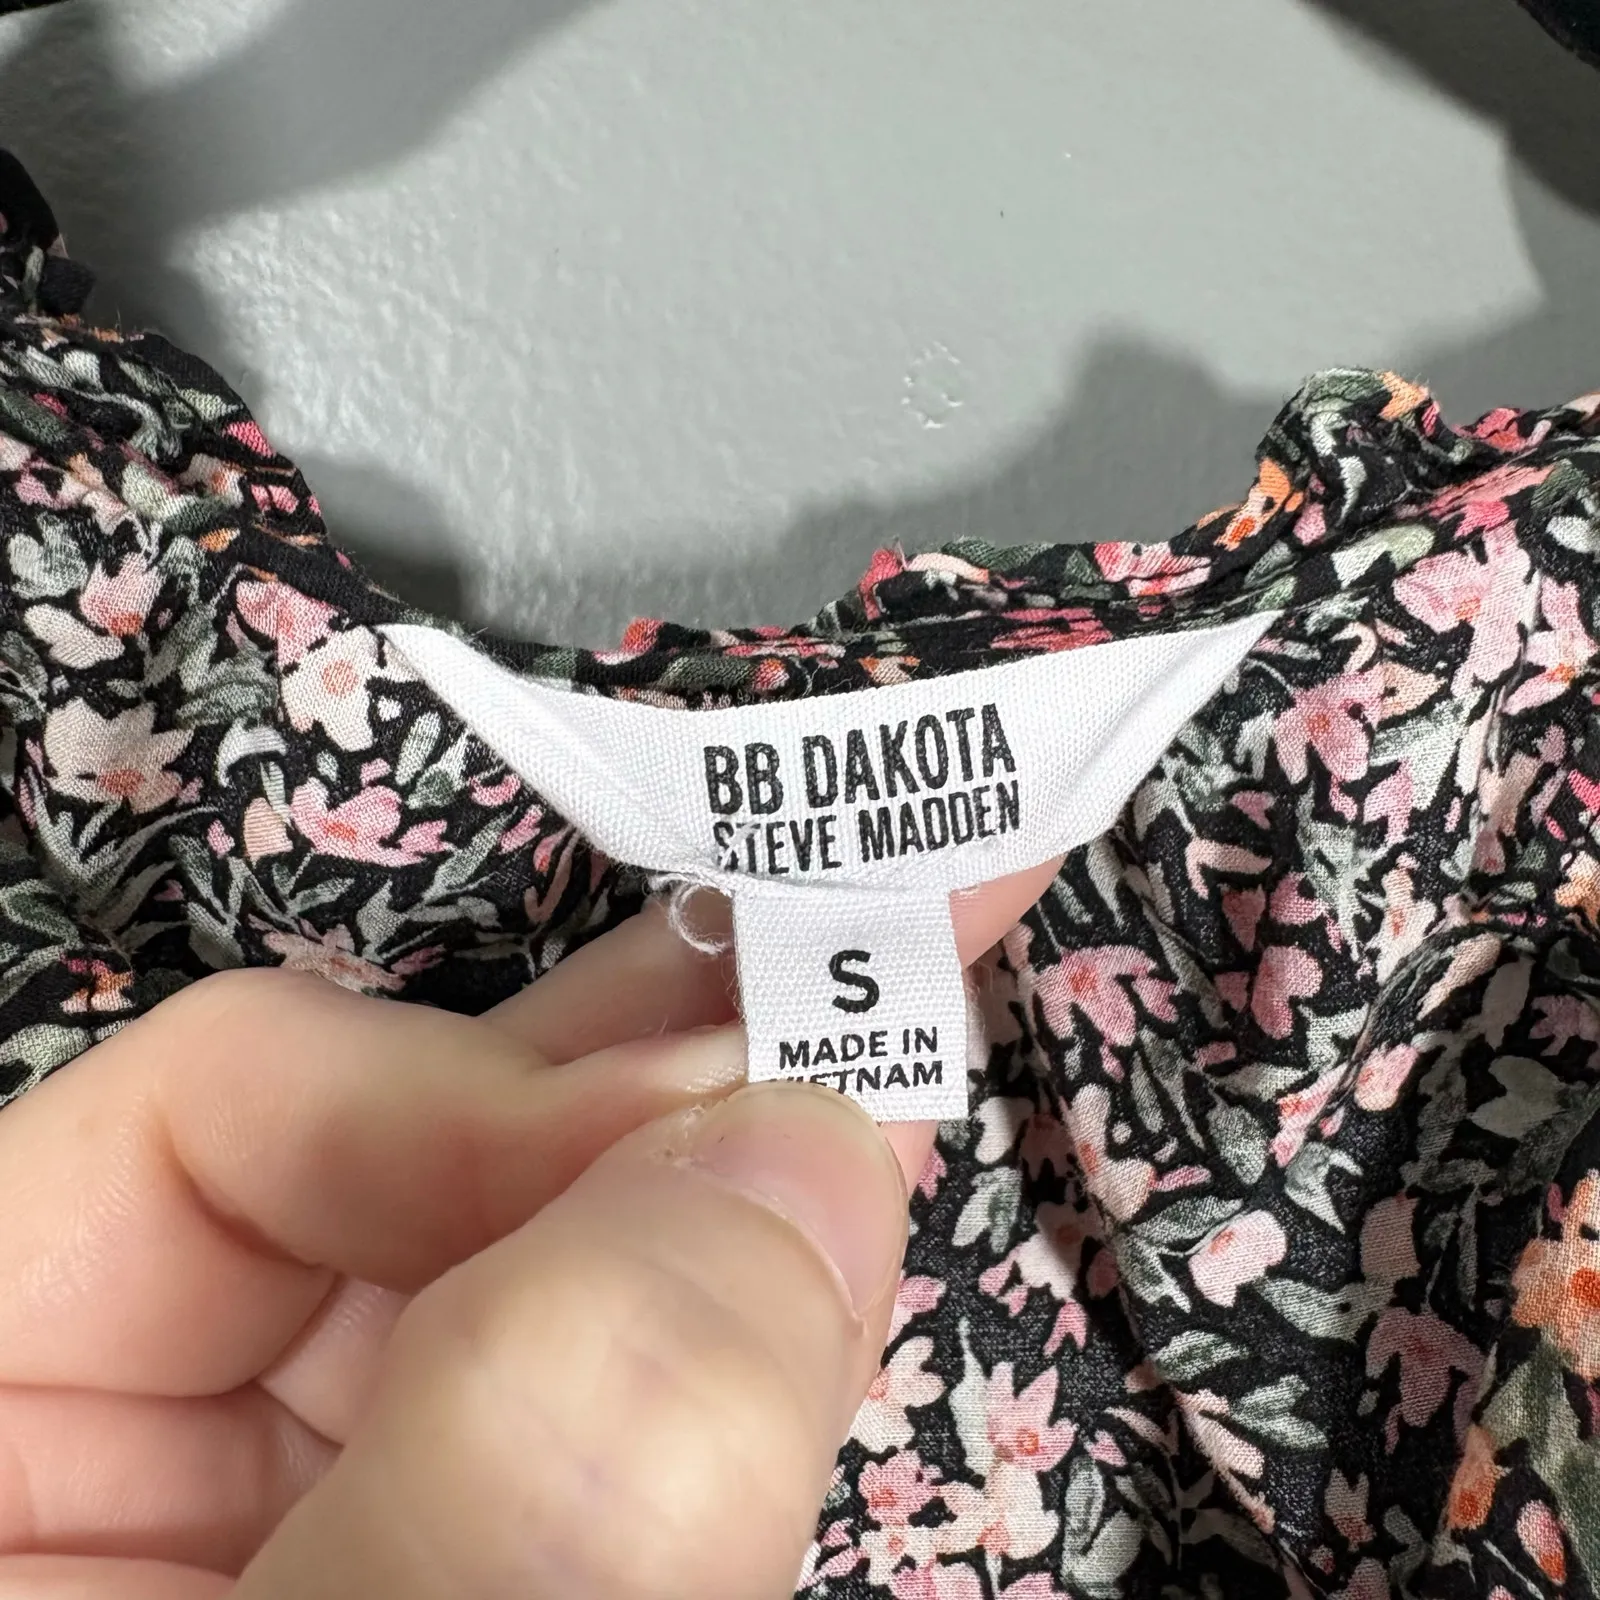 BB DAKOTA
STEVE MADDEN
S
MADE IN
VIETNAM